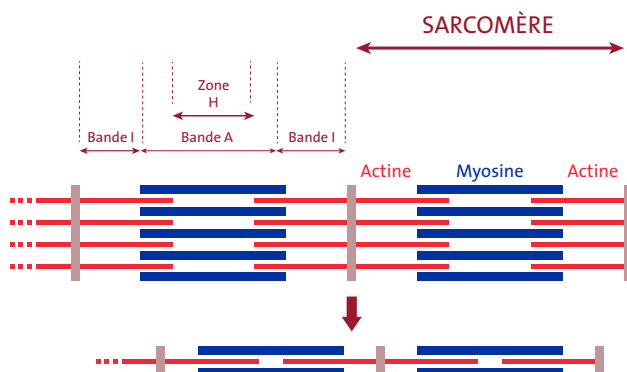 SARCOMÈRE
Zone
H
Bande I
Bande A
Bande I
Actine
Myosine
Actine